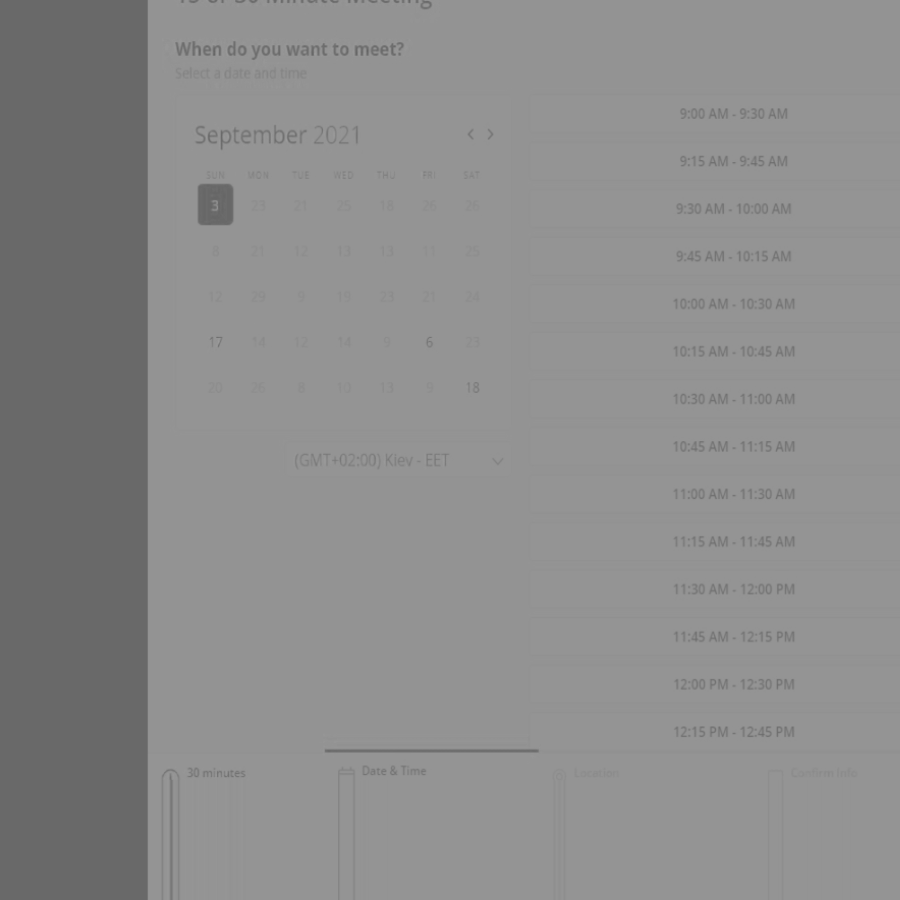 15 or 30 Minute Meeting
When do you want to meet?
Select a date and time
September 2021
SUN MON TUE WED THU FRI SAT
3 23 21 25 18 26 26
8 21 12 13 13 11 25
12 29 9 19 23 21 24
17 14 12 14 9 6 23
20 26 8 10 13 9 18
(GMT+02:00) Kiev - EET
9:00 AM - 9:30 AM
9:15 AM - 9:45 AM
9:30 AM - 10:00 AM
9:45 AM - 10:15 AM
10:00 AM - 10:30 AM
10:15 AM - 10:45 AM
10:30 AM - 11:00 AM
10:45 AM - 11:15 AM
11:00 AM - 11:30 AM
11:15 AM - 11:45 AM
11:30 AM - 12:00 PM
11:45 AM - 12:15 PM
12:00 PM - 12:30 PM
12:15 PM - 12:45 PM
30 minutes
Date & Time
Location
Confirm Info